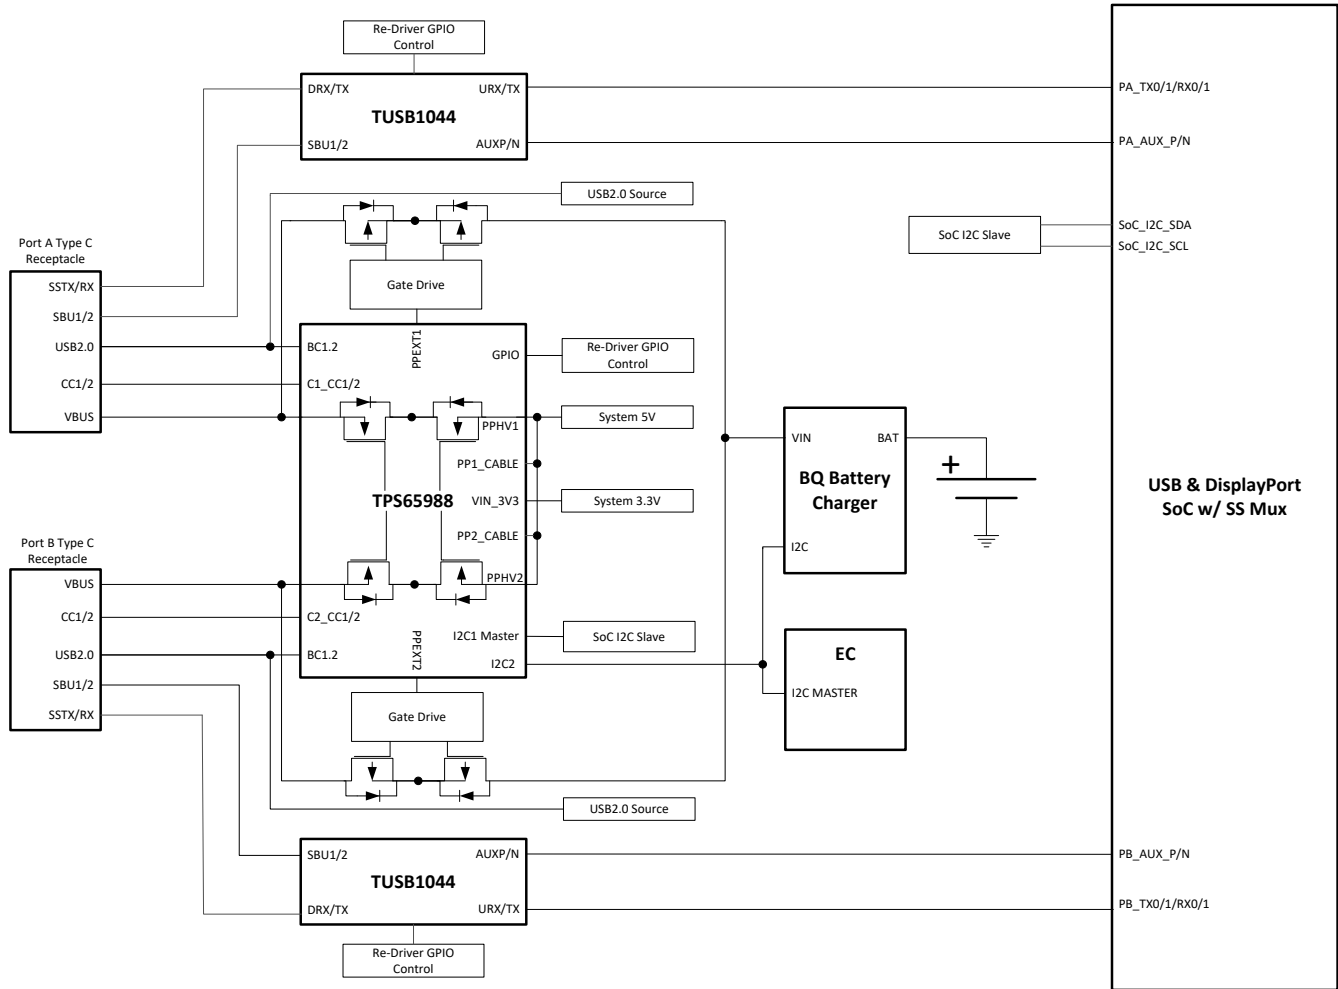 Re-Driver GPIO
Control
DRX/TX
URX/TX
TUSB1044
SBU1/2
AUXP/N
PA_TX0/1/RX0/1
PA_AUX_P/N
USB2.0 Source
SoC I2C Slave
SoC_I2C_SDA
SoC_I2C_SCL
Port A Type C
Receptacle
SSTX/RX
SBU1/2
USB2.0
CC1/2
VBUS
Gate Drive
PPEXT1
BC1.2
GPIO
Re-Driver GPIO
Control
C1_CC1/2
PPHV1
System 5V
PP1_CABLE
TPS65988
VIN_3V3
System 3.3V
PP2_CABLE
PPHV2
C2_CC1/2
PPEXT2
I2C1 Master
SoC I2C Slave
BC1.2
I2C2
VIN
BAT
BQ Battery
Charger
I2C
+
EC
I2C MASTER
USB & DisplayPort
SoC w/ SS Mux
Port B Type C
Receptacle
VBUS
CC1/2
USB2.0
SBU1/2
SSTX/RX
Gate Drive
USB2.0 Source
SBU1/2
AUXP/N
TUSB1044
DRX/TX
URX/TX
PB_AUX_P/N
PB_TX0/1/RX0/1
Re-Driver GPIO
Control